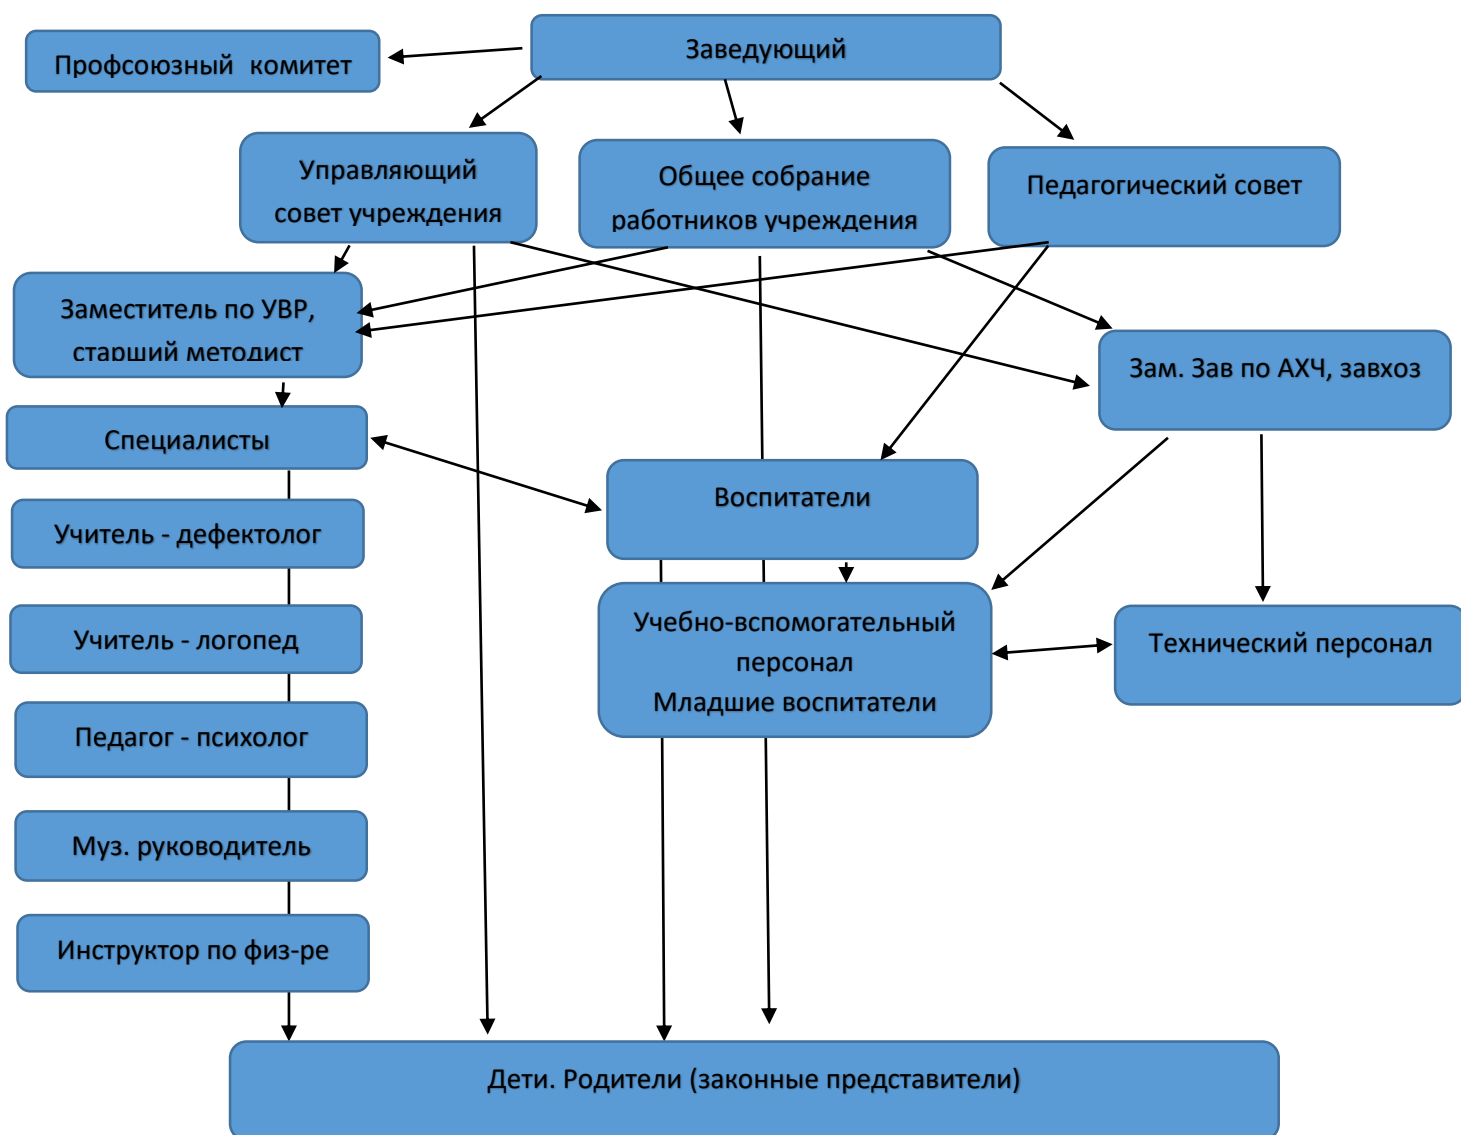 Заведующий
Профсоюзный комитет
Управляющий
совет учреждения
Общее собрание
работников учреждения
Педагогический совет
Заместитель по УВР,
старший методист
Зам. Зав по АХЧ, завхоз
Специалисты
Воспитатели
Учитель - дефектолог
Учебно-вспомогательный
персонал
Младшие воспитатели
Технический персонал
Учитель - логопед
Педагог - психолог
Муз. руководитель
Инструктор по физ-ре
Дети. Родители (законные представители)